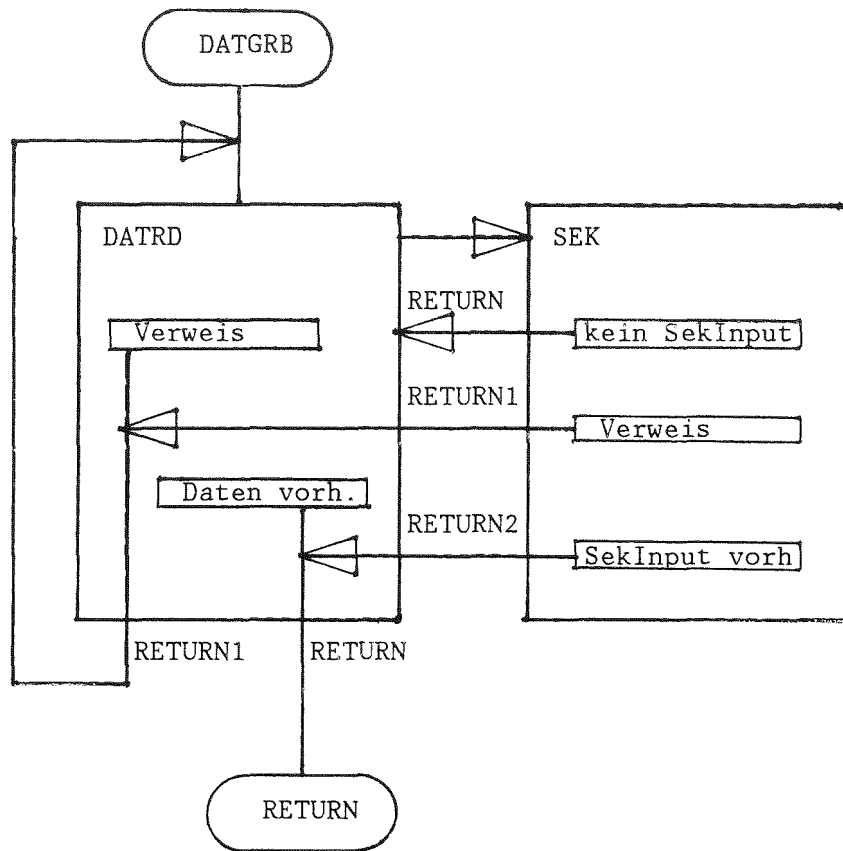 DATGRB
DATRD
SEK
RETURN
Verweis
kein SekInput
RETURN1
Verweis
Daten vorh.
RETURN2
SekInput vorh
RETURN1
RETURN
RETURN